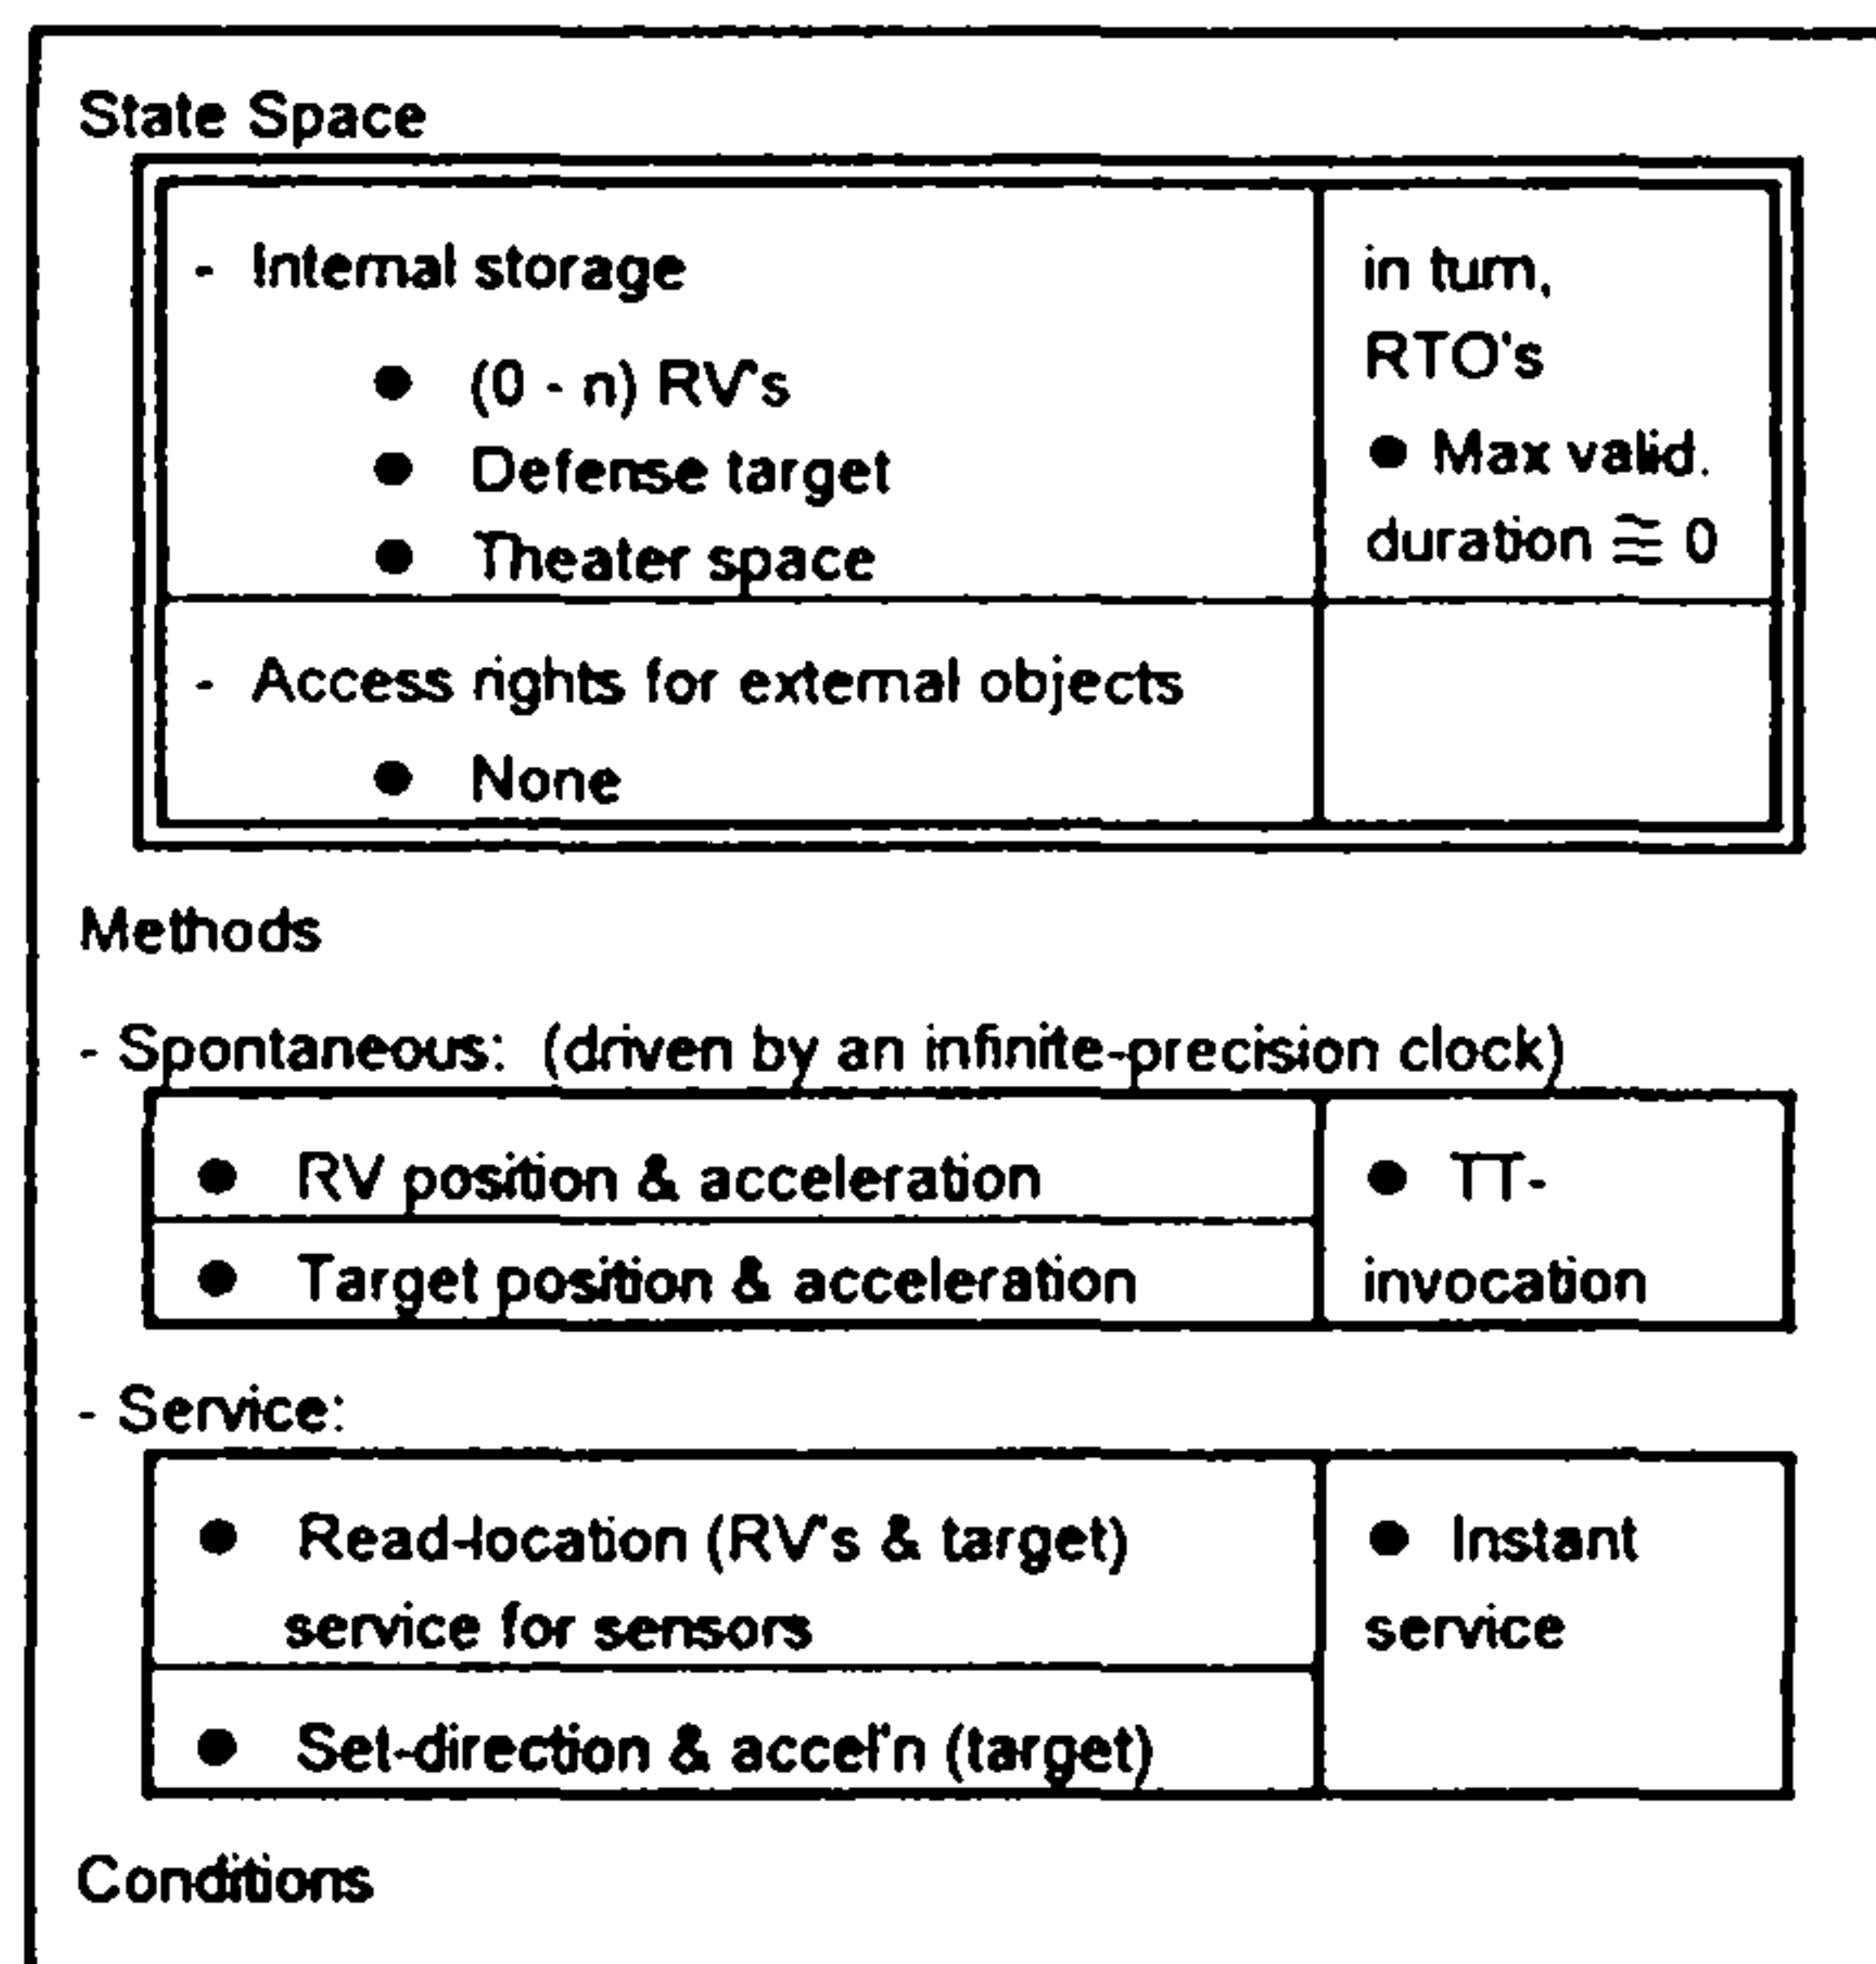 State Space
- Internal storage
● (0 - n) RV's
● Defense target
● Theater space
in turn,
RTO's
● Max valid.
duration ≊ 0
- Access rights for external objects
● None
Methods
- Spontaneous: (driven by an infinite-precision clock)
● RV position & acceleration
● Target position & acceleration
● TT-
invocation
- Service:
● Read-location (RV's & target)
service for sensors
● Set-direction & accel'n (target)
● Instant
service
Conditions